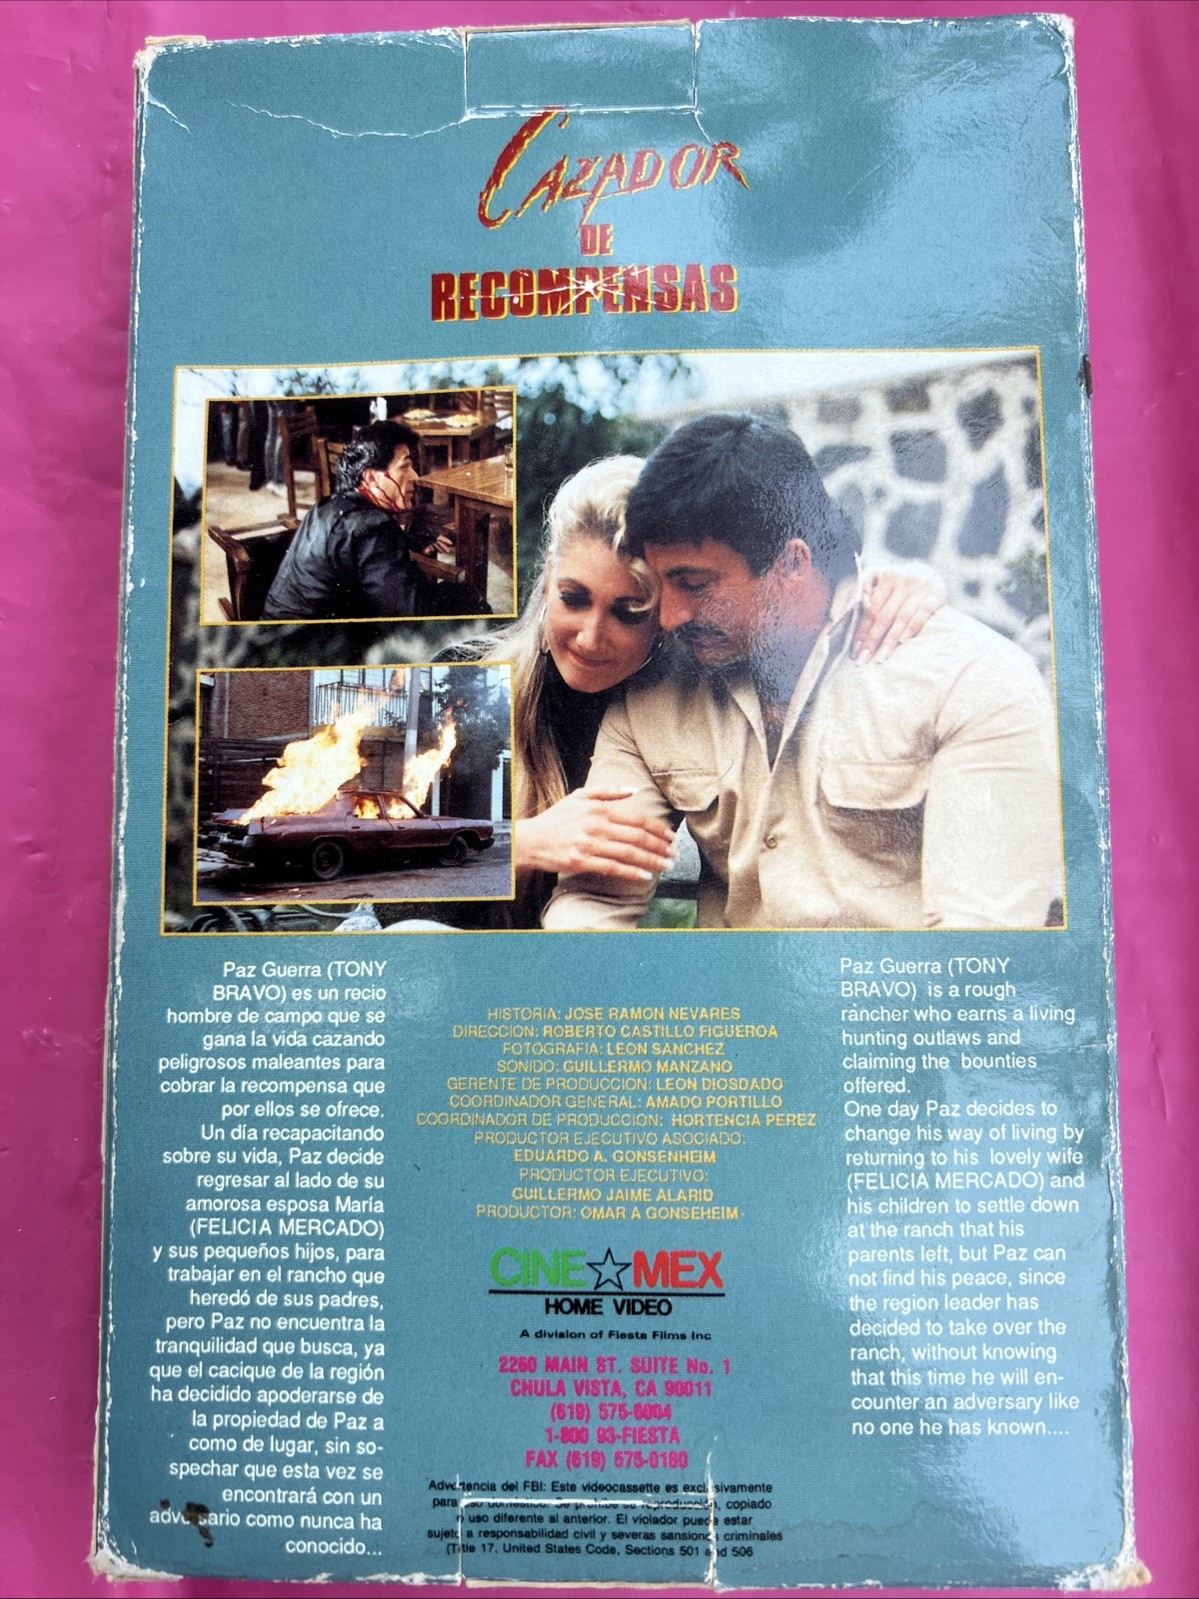 CAZADOR
DE
RECOMPENSAS
Paz Guerra (TONY
BRAVO) es un recio
hombre de campo que se
gana la vida cazando
peligrosos maleantes para
cobrar la recompensa que
por ellos se ofrece.
Un día recapacitando
sobre su vida, Paz decide
regresar al lado de su
amorosa esposa María
(FELICIA MERCADO)
y sus pequeños hijos, para
trabajar en el rancho que
heredó de sus padres,
pero Paz no encuentra la
tranquilidad que busca, ya
que el cacique de la región
ha decidido apoderarse de
la propiedad de Paz a
como de lugar, sin so-
spechar que esta vez se
encontrará con un
adversario como nunca ha
conocido...
HISTORIA: JOSE RAMON NEVARES
DIRECCION: ROBERTO CASTILLO FIGUEROA
FOTOGRAFIA: LEON SANCHEZ
SONIDO: GUILLERMO MANZANO
GERENTE DE PRODUCCION: LEON DIOSDADO
COORDINADOR GENERAL: AMADO PORTILLO
COORDINADOR DE PRODUCCION: HORTENCIA PEREZ
PRODUCTOR EJECUTIVO ASOCIADO:
EDUARDO A. GONSENHEIM
PRODUCTOR EJECUTIVO:
GUILLERMO JAIME ALARID
PRODUCTOR: OMAR A GONSEHEIM
CINE MEX
HOME VIDEO
A division of Fiesta Films Inc
2260 MAIN ST. SUITE No. 1
CHULA VISTA, CA 90011
(619) 575-6004
1-800 93-FIESTA
FAX (619) 575-0180
Advertencia del FBI: Este videocassette es exclusivamente
para uso doméstico. Se prohibe su reproducción, copiado
o uso diferente al anterior. El violador puede estar
sujeto a responsabilidad civil y severas sanciones criminales
(Title 17, United States Code, Sections 501 and 506
Paz Guerra (TONY
BRAVO) is a rough
rancher who earns a living
hunting outlaws and
claiming the bounties
offered.
One day Paz decides to
change his way of living by
returning to his lovely wife
(FELICIA MERCADO) and
his children to settle down
at the ranch that his
parents left, but Paz can
not find his peace, since
the region leader has
decided to take over the
ranch, without knowing
that this time he will en-
counter an adversary like
no one he has known....